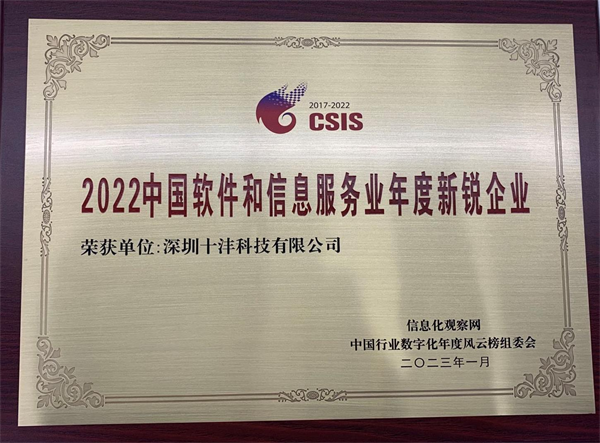 2017-2022
CSIS
2022中国软件和信息服务业年度新锐企业
荣获单位:深圳十沣科技有限公司
信息化观察网
中国行业数字化年度风云榜组委会
二〇二三年一月